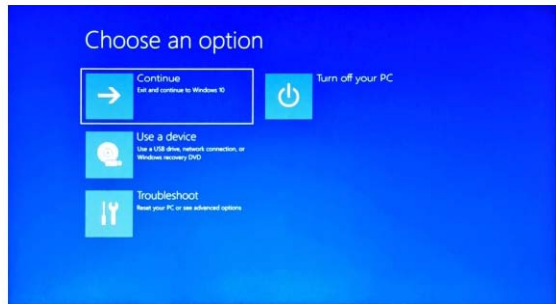 Choose an option
Continue
Exit and continue to Windows 10
Turn off your PC
Use a device
Use a USB drive, network connection, or
Windows recovery DVD
Troubleshoot
Reset your PC or see advanced options